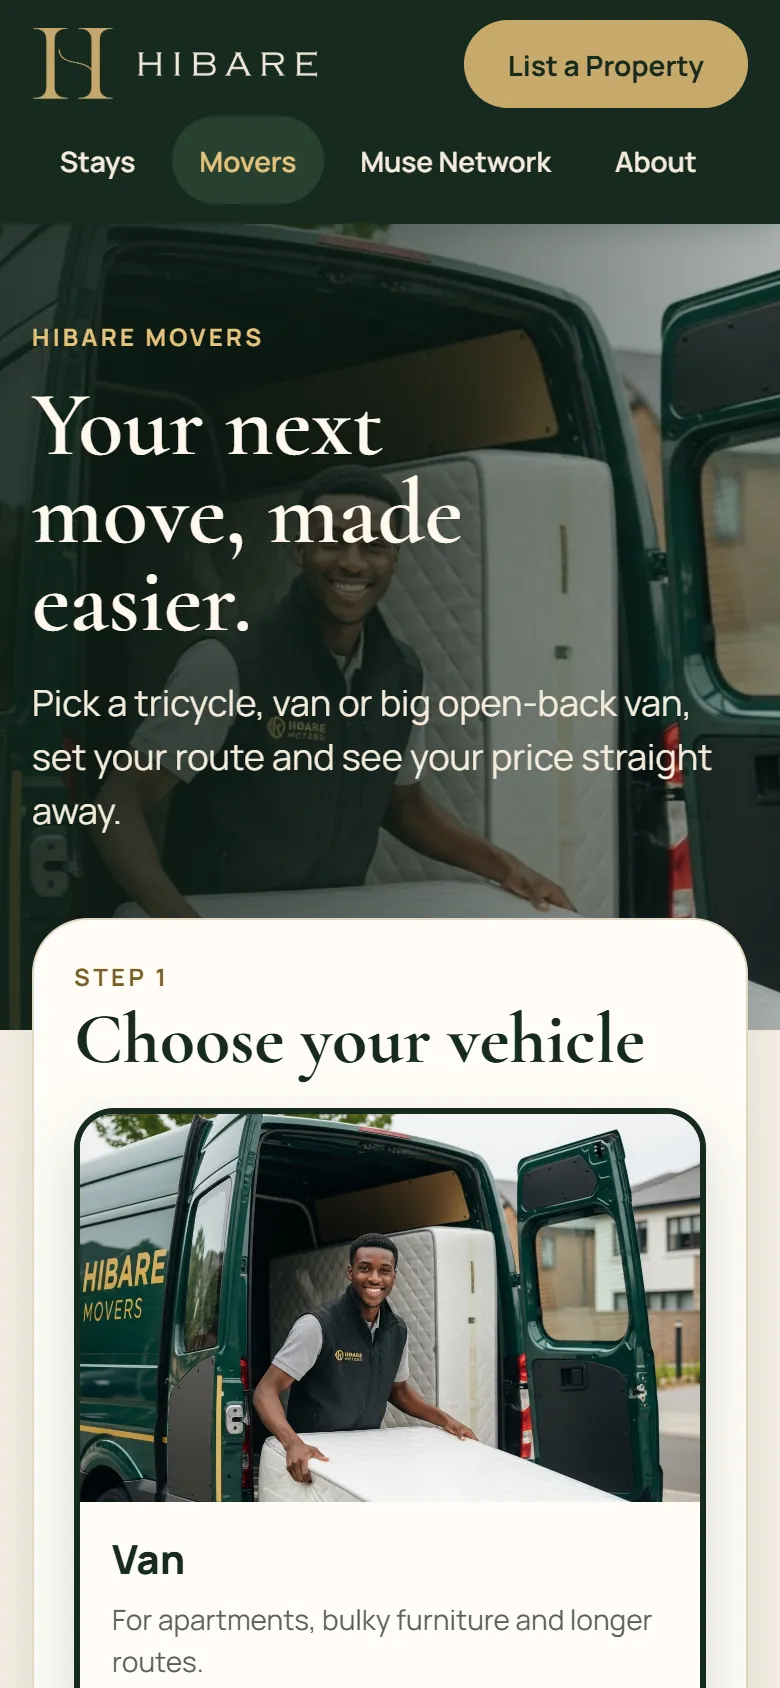 HIBARE
List a Property
Stays
Movers
Muse Network
About
HIBARE MOVERS
Your next
move, made
easier.
Pick a tricycle, van or big open-back van,
set your route and see your price straight
away.
STEP 1
Choose your vehicle
HIBARE
MOVERS
Van
For apartments, bulky furniture and longer
routes.